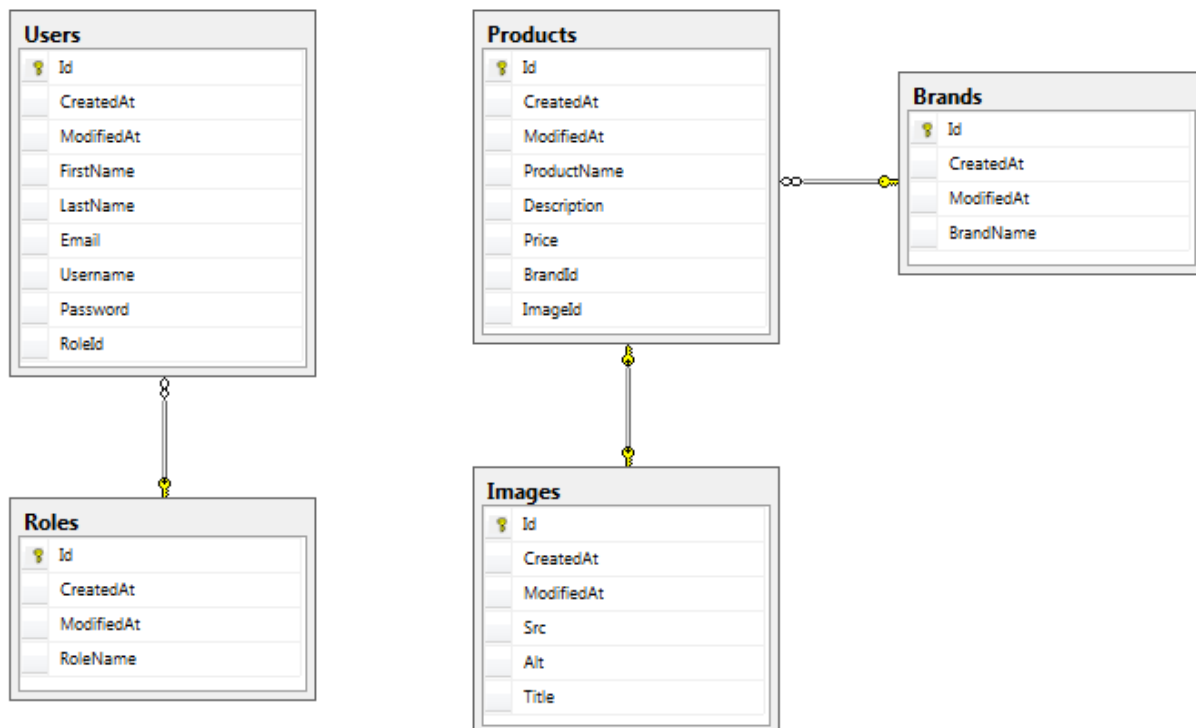 Users
Id
CreatedAt
ModifiedAt
FirstName
LastName
Email
Username
Password
RoleId
Products
Id
CreatedAt
ModifiedAt
ProductName
Description
Price
BrandId
ImageId
Brands
Id
CreatedAt
ModifiedAt
BrandName
Roles
Id
CreatedAt
ModifiedAt
RoleName
Images
Id
CreatedAt
ModifiedAt
Src
Alt
Title